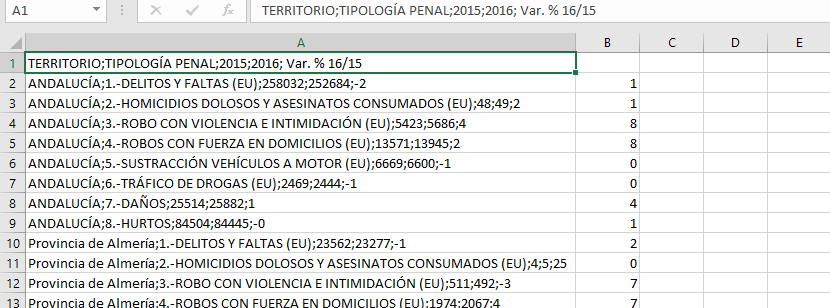 A1 TERRITORIO;TIPOLOGÍA PENAL;2015;2016; Var. % 16/15
A B C D E
1 TERRITORIO;TIPOLOGÍA PENAL;2015;2016; Var. % 16/15
2 ANDALUCÍA;1.-DELITOS Y FALTAS (EU);258032;252684;-2 1
3 ANDALUCÍA;2.-HOMICIDIOS DOLOSOS Y ASESINATOS CONSUMADOS (EU);48;49;2 1
4 ANDALUCÍA;3.-ROBO CON VIOLENCIA E INTIMIDACIÓN (EU);5423;5686;4 8
5 ANDALUCÍA;4.-ROBOS CON FUERZA EN DOMICILIOS (EU);13571;13945;2 8
6 ANDALUCÍA;5.-SUSTRACCIÓN VEHÍCULOS A MOTOR (EU);6669;6600;-1 0
7 ANDALUCÍA;6.-TRÁFICO DE DROGAS (EU);2469;2444;-1 0
8 ANDALUCÍA;7.-DAÑOS;25514;25882;1 4
9 ANDALUCÍA;8.-HURTOS;84504;84445;-0 1
10 Provincia de Almería;1.-DELITOS Y FALTAS (EU);23562;23277;-1 2
11 Provincia de Almería;2.-HOMICIDIOS DOLOSOS Y ASESINATOS CONSUMADOS (EU);4;5;25 0
12 Provincia de Almería;3.-ROBO CON VIOLENCIA E INTIMIDACIÓN (EU);511;492;-3 7
13 Provincia de Almería;4.-ROBOS CON FUERZA EN DOMICILIOS (EU);1974;2067;4 7